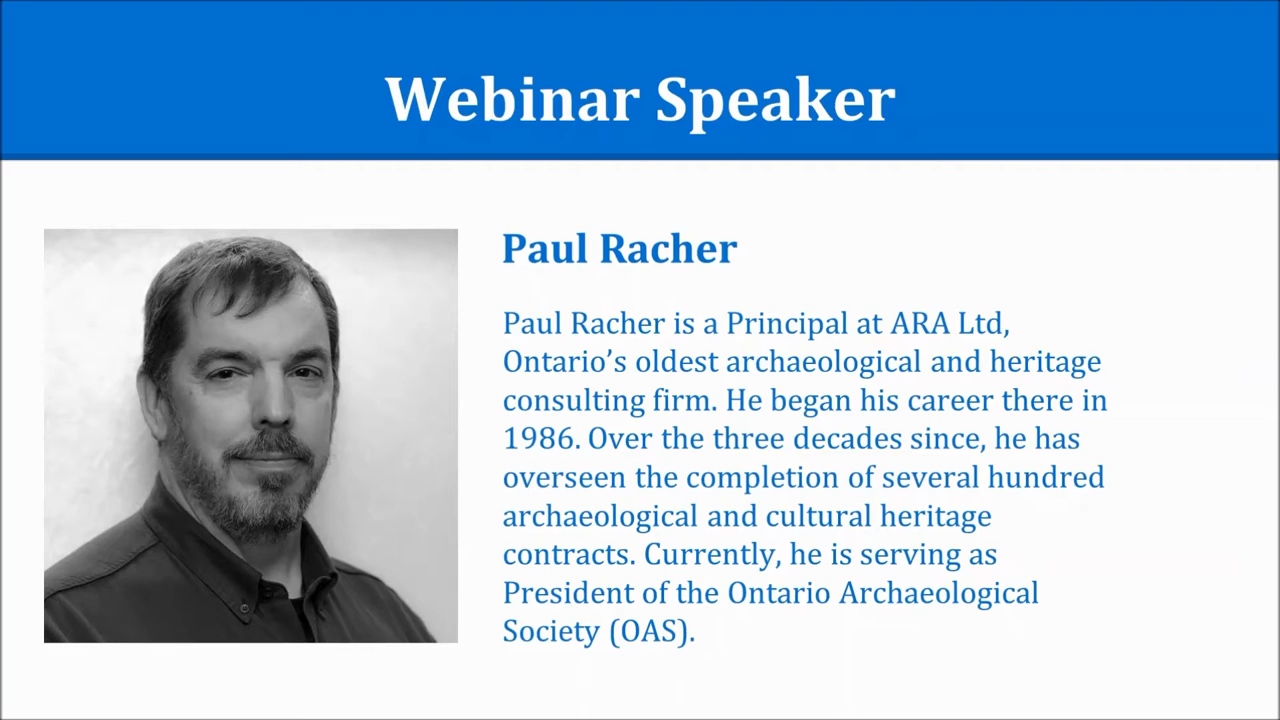 Webinar Speaker
Paul Racher
Paul Racher is a Principal at ARA Ltd,
Ontario’s oldest archaeological and heritage
consulting firm. He began his career there in
1986. Over the three decades since, he has
overseen the completion of several hundred
archaeological and cultural heritage
contracts. Currently, he is serving as
President of the Ontario Archaeological
Society (OAS).